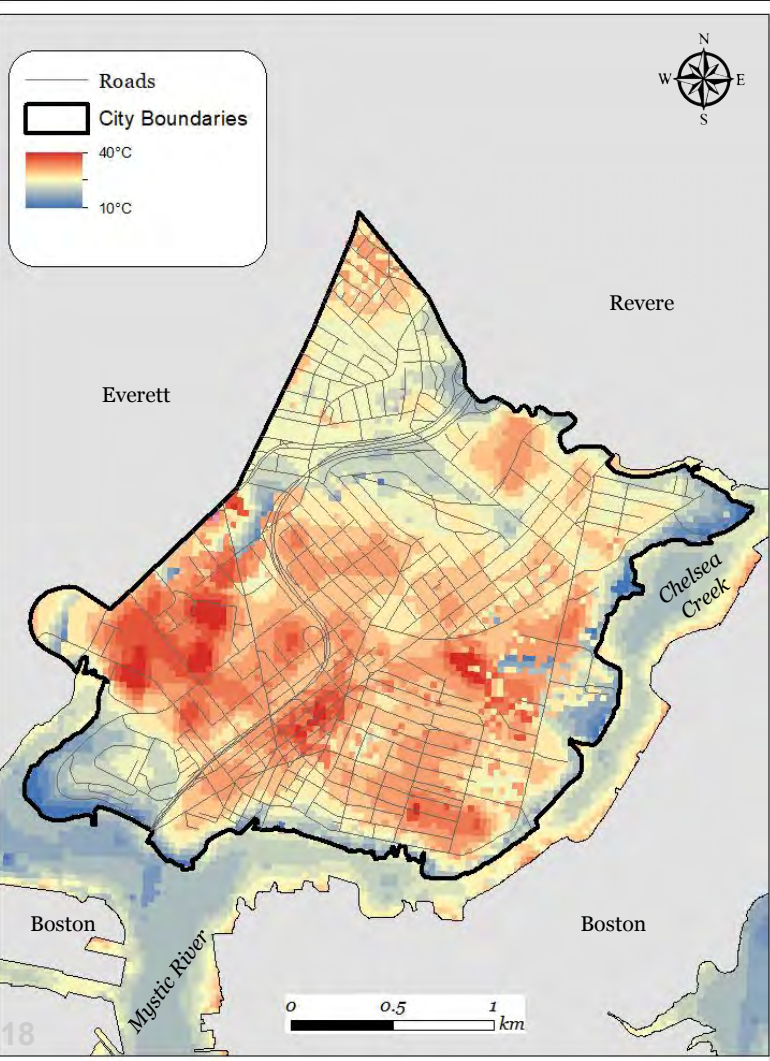 N
W E
S
Roads
City Boundaries
40°C
10°C
Revere
Everett
Chelsea
Creek
Boston
Boston
Mystic River
0 0.5 1
km
18